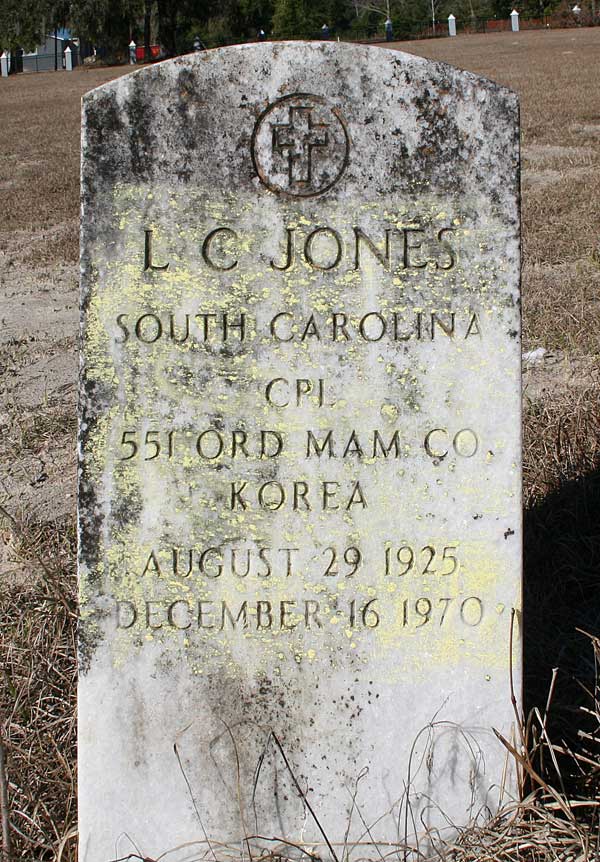 L C JONES
SOUTH CAROLINA
CPL
551 ORD MAM CO.
KOREA
AUGUST 29 1925
DECEMBER 16 1970